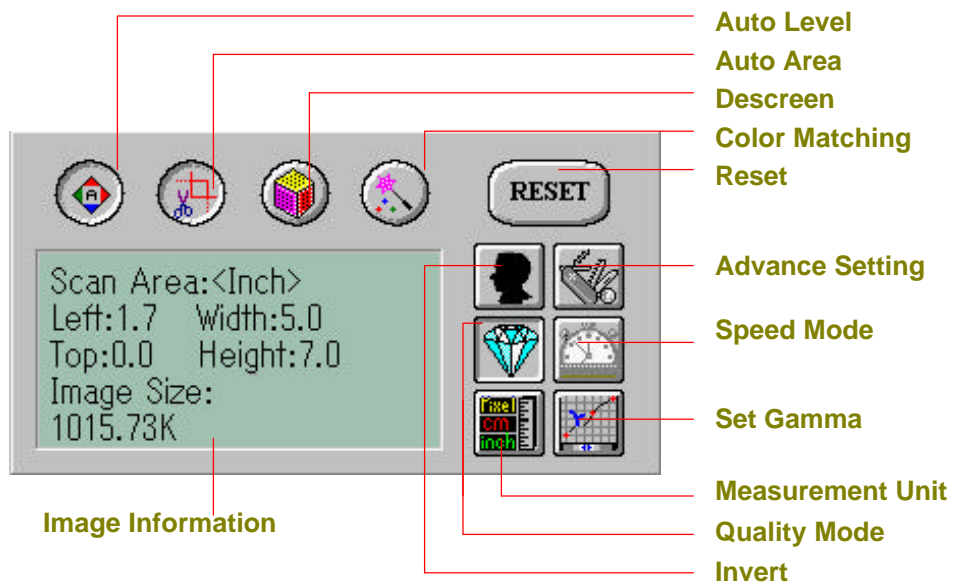 Auto Level
Auto Area
Descreen
Color Matching
Reset
A
RESET
Scan Area:<Inch>
Left:1.7 Width:5.0
Top:0.0 Height:7.0
Image Size:
1015.73K
Advance Setting
Speed Mode
Pixel
cm
inch
Set Gamma
Measurement Unit
Image Information
Quality Mode
Invert